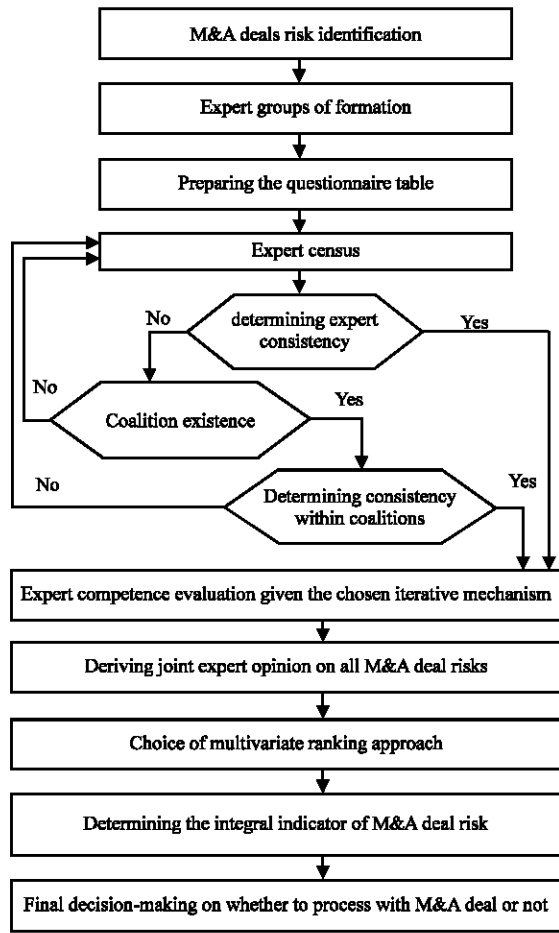 M&A deals risk identification
Expert groups of formation
Preparing the questionnaire table
Expert census
No
determining expert
consistency
Yes
No
Coalition existence
Yes
No
Determining consistency
within coalitions
Yes
Expert competence evaluation given the chosen iterative mechanism
Deriving joint expert opinion on all M&A deal risks
Choice of multivariate ranking approach
Determining the integral indicator of M&A deal risk
Final decision-making on whether to process with M&A deal or not